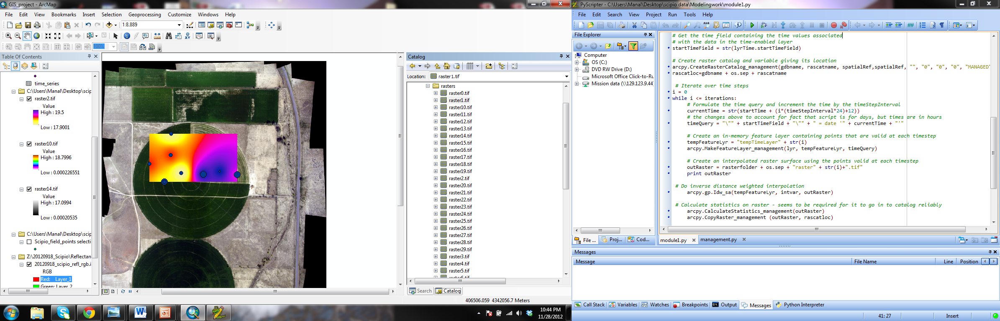 GIS_project - ArcMap
File Edit View Bookmarks Insert Selection Geoprocessing Customize Windows Help
1:8,889
100%
Table Of Contents
time_series
C:\Users\Manal\Desktop\scip
raster2.tif
Value
High : 19.5
Low : 17.9001
raster10.tif
Value
High : 18.7996
Low : 0.000226551
raster14.tif
Value
High : 17.0994
Low : 0.00020535
C:\Users\Manal\Desktop\scip
Scipio_field_points selecti
Z:\20120918_Scipio\Reflectan
20120918_scipio_refl_rgb.i
RGB
Red: Layer_1
Green: Layer_2
Catalog
Location: raster1.tif
rasters
raster0.tif
raster1.tif
raster10.tif
raster11.tif
raster12.tif
raster13.tif
raster14.tif
raster15.tif
raster16.tif
raster17.tif
raster18.tif
raster19.tif
raster2.tif
raster20.tif
raster21.tif
raster22.tif
raster23.tif
raster24.tif
raster25.tif
raster26.tif
raster27.tif
raster28.tif
raster29.tif
raster3.tif
raster4.tif
raster5.tif
Search Catalog
406506.059 4342056.7 Meters
10:44 PM
11/28/2012
PyScripter - C:\Users\Manal\Desktop\scipio data\Modelingwork\module1.py
File Edit Search View Project Run Tools Help
File Explorer
Computer
OS (C:)
DVD RW Drive (D:)
Microsoft Office Click-to-Ru
Mission data (\\129.123.9.44
File ... Proj... Cod...
# Get the time field containing the time values associated
# with the data in the time-enabled layer
startTimeField = str(lyrTime.startTimeField)
# Create raster catalog and variable giving its location
arcpy.CreateRasterCatalog_management(gdbname, rascatname, spatialRef,spatialRef, "", "0", "0", "0", "MANAGED"
rascatloc=gdbname + os.sep + rascatname
# Iterate over time steps
i = 0
while i <= iterations:
# Formulate the time query and increment the time by the timeStepInterval
currentTime = str(startTime + (i*(timeStepInterval*24)+12))
# the changes above to account for fact that script is for days, but times are in hours
timeQuery = "\"" + startTimeField + "\"" + " = date '" + currentTime + "'"
# Create an in-memory feature layer containing points that are valid at each timestep
tempFeatureLyr = "tempTimeLayer" + str(i)
arcpy.MakeFeatureLayer_management(lyr, tempFeatureLyr, timeQuery)
# Create an interpolated raster surface using the points valid at each timestep
outRaster = rasterfolder + os.sep + "raster" + str(i)+".tif"
print outRaster
# Do inverse distance weighted interpolation
arcpy.gp.Idw_sa(tempFeatureLyr, intvar, outRaster)
# Calculate statistics on raster - seems to be required for it to go in to catalog reliably
arcpy.CalculateStatistics_management(outRaster)
arcpy.CopyRaster_management (outRaster, rascatloc)
module1.py management.py
Messages
Message File Name Line Position
Call Stack Variables Watches Breakpoints Output Messages Python Interpreter
41: 27 Insert